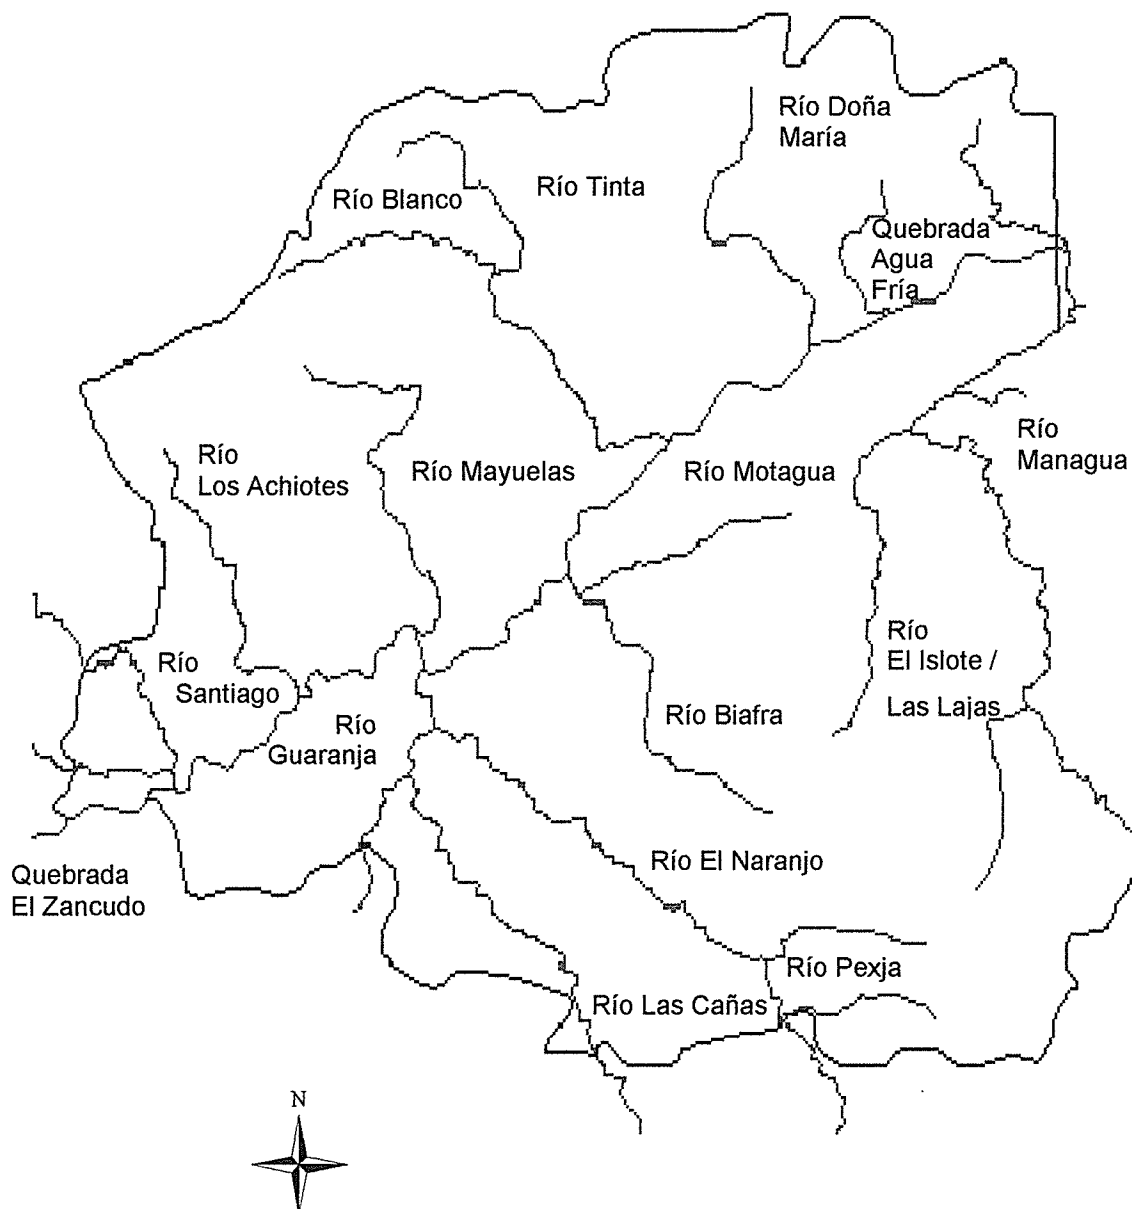 Río Doña
María
Río Tinta
Río Blanco
Quebrada
Agua
Fría
Río
Managua
Río
Los Achiotes
Río Mayuelas
Río Motagua
Río
El Islote /
Las Lajas
Río
Santiago
Río
Guaranja
Río Biafra
Quebrada
El Zancudo
Río El Naranjo
Río Pexja
Río Las Cañas
N